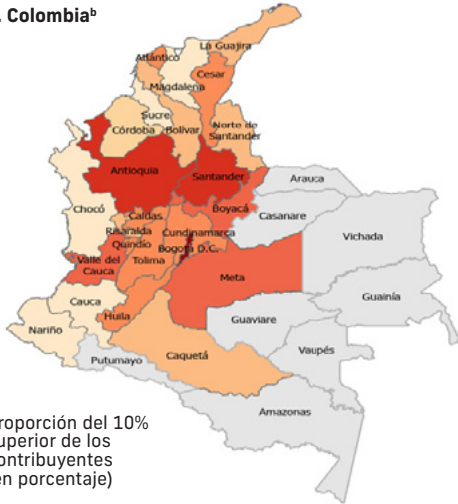 . Colombiaᵇ
La Guajira
Atlántico
Cesar
Magdalena
Sucre
Córdoba
Bolívar
Norte de
Santander
Antioquia
Santander
Arauca
Chocó
Boyacá
Casanare
Caldas
Risaralda
Cundinamarca
Vichada
Quindío
Bogotá D.C.
Valle del
Cauca
Tolima
Meta
Guainía
Cauca
Huila
Guaviare
Nariño
Vaupés
Caquetá
Putumayo
Amazonas
roporción del 10%
uperior de los
ontribuyentes
en porcentaje)